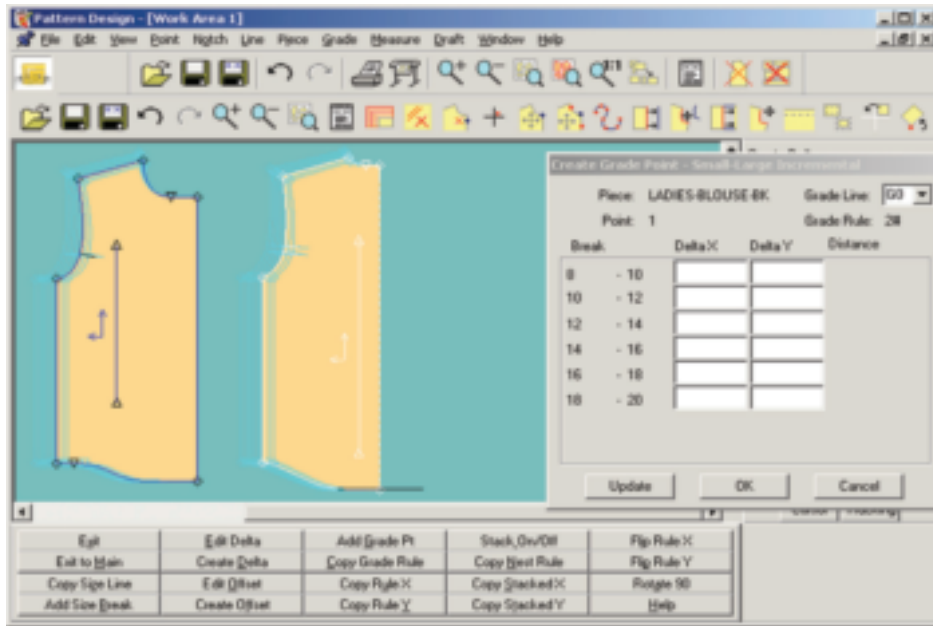 Pattern Design - [Work Area 1]
File Edit View Point Notch Line Piece Grade Measure Draft Window Help
Create Grade Point - Small-Large Incremental
Piece: LADIES-BLOUSE-BK Grade Line: G0
Point: 1 Grade Rule: 2#
Break Delta X Delta Y Distance
8 - 10
10 - 12
12 - 14
14 - 16
16 - 18
18 - 20
Update OK Cancel
Exit Edit Delta Add Grade Pt Stack On/Off Flip Rule X
Exit to Main Create Delta Copy Grade Rule Copy Nest Rule Flip Rule Y
Copy Size Line Edit Offset Copy Rule X Copy Stacked X Rotate 90
Add Size Break Create Offset Copy Rule Y Copy Stacked Y Help